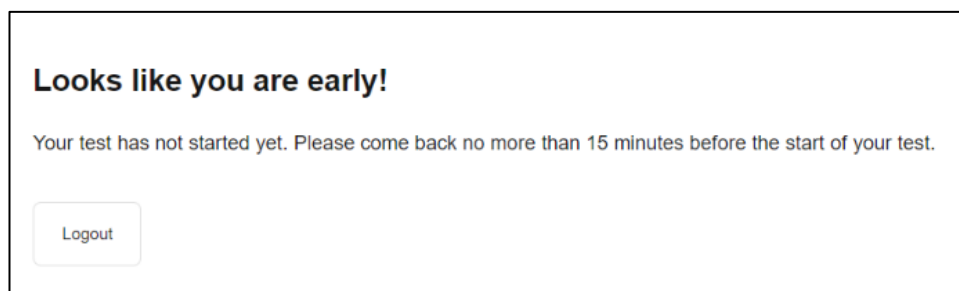 Looks like you are early!
Your test has not started yet. Please come back no more than 15 minutes before the start of your test.
Logout